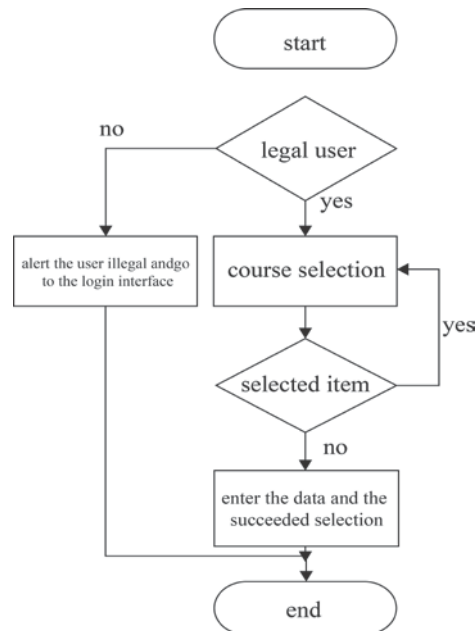 start
no
legal user
yes
alert the user illegal andgo
to the login interface
course selection
yes
selected item
no
enter the data and the
succeeded selection
end